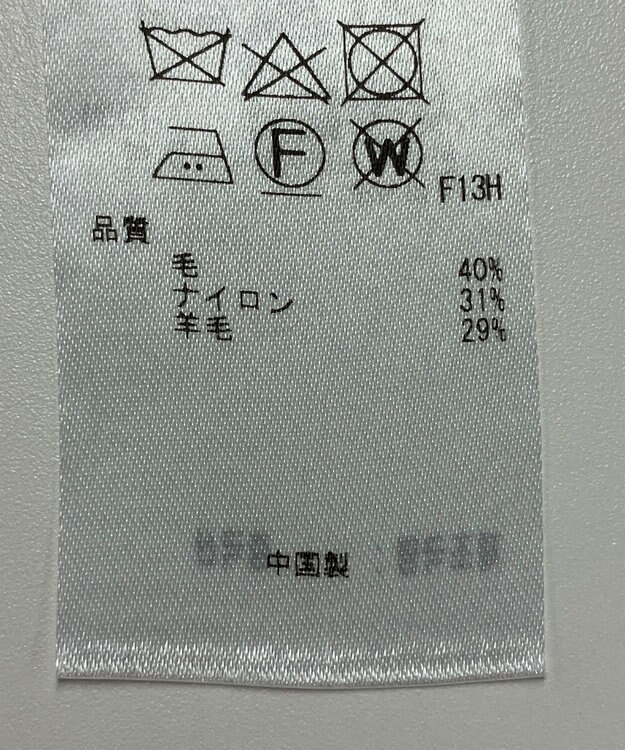 F W F13H
品質
毛 40%
ナイロン 31%
羊毛 29%
中国製